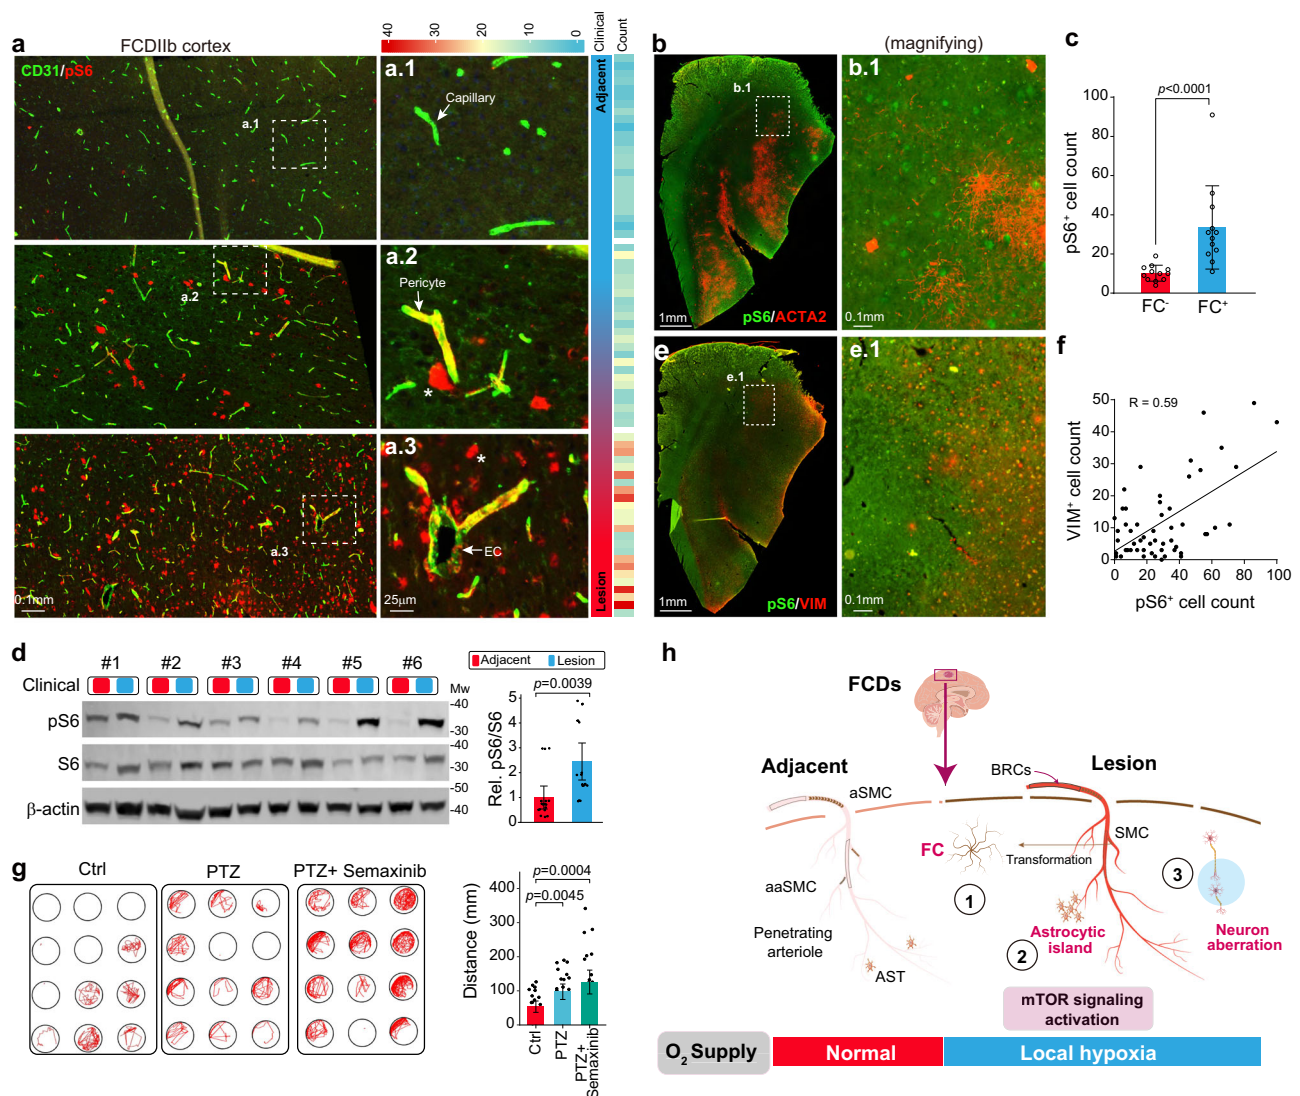 a
FCDIIb cortex
CD31/pS6
a.1
a.2
a.3
0.1mm
40
30
20
10
0
Clinical
Count
a.1
Capillary
a.2
Pericyte
*
a.3
*
EC
25μm
Adjacent
Lesion
b
(magnifying)
b.1
b.1
1mm
pS6/ACTA2
0.1mm
e
e.1
e.1
1mm
pS6/VIM
0.1mm
c
p<0.0001
pS6+ cell count
100
80
60
40
20
0
FC-
FC+
f
R = 0.59
VIM+ cell count
50
40
30
20
10
0
0 20 40 60 80 100
pS6+ cell count
d
#1 #2 #3 #4 #5 #6
Clinical
Mw
pS6
-40
-30
S6
-40
-30
β-actin
-50
-40
Adjacent Lesion
p=0.0039
Rel. pS6/S6
5
4
3
2
1
0
g
Ctrl
PTZ
PTZ+ Semaxinib
p=0.0004
p=0.0045
Distance (mm)
400
300
200
100
0
Ctrl
PTZ
PTZ+
Semaxinib
h
FCDs
Adjacent
BRCs
Lesion
aSMC
SMC
FC
Transformation
aaSMC
1
3
Penetrating
arteriole
AST
Astrocytic
island
2
Neuron
aberration
mTOR signaling
activation
O2 Supply
Normal
Local hypoxia